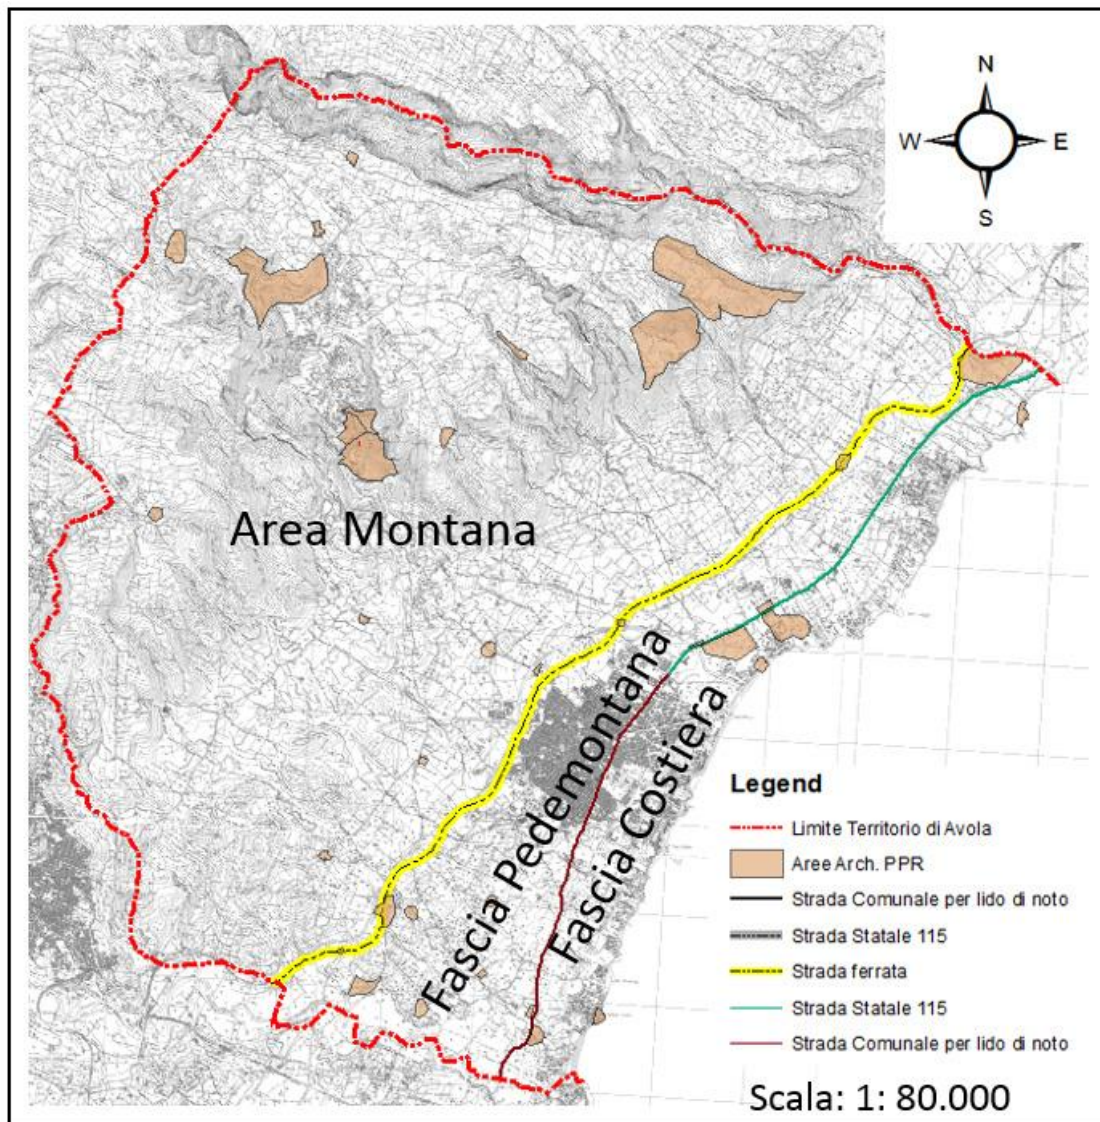 N
W E
S
Area Montana
Fascia Pedemontana
Fascia Costiera
Legend
Limite Territorio di Avola
Aree Arch. PPR
Strada Comunale per lido di noto
Strada Statale 115
Strada ferrata
Strada Statale 115
Strada Comunale per lido di noto
Scala: 1: 80.000